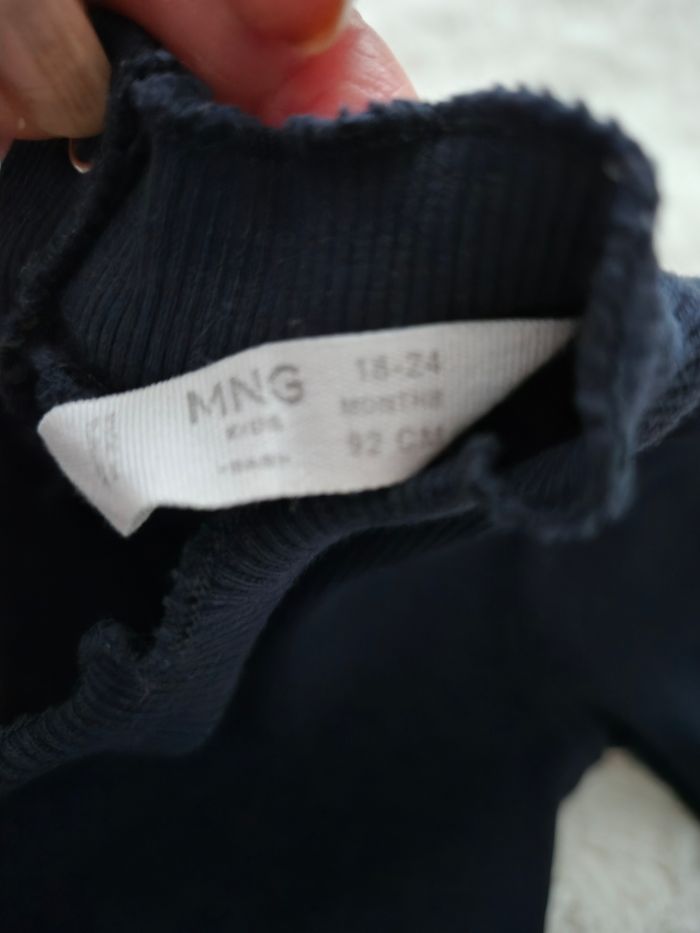 MNG
KIDS
18-24
MONTHS
92 CM